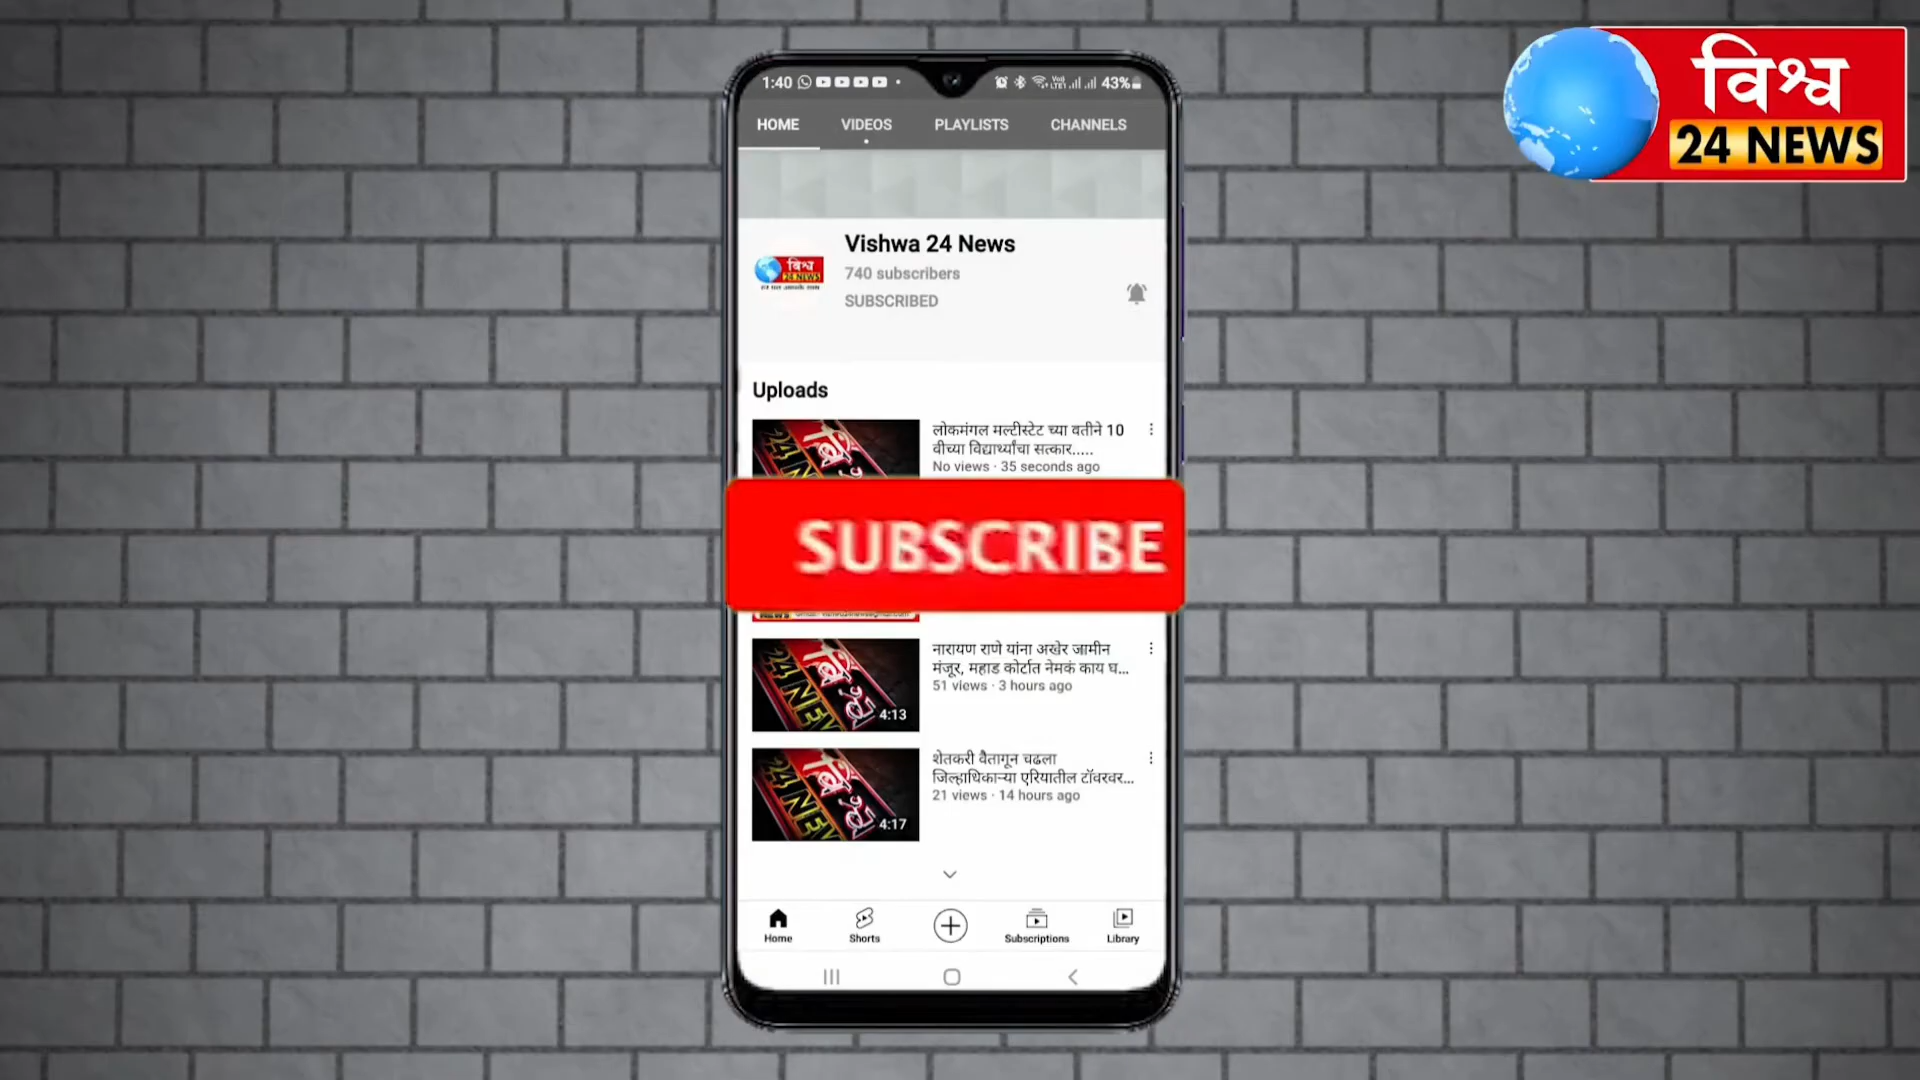 विश्व
24 NEWS
1:40
43%
HOME VIDEOS PLAYLISTS CHANNELS
Vishwa 24 News
740 subscribers
SUBSCRIBED
विश्व
24 NEWS
Uploads
लोकमंगल मल्टीस्टेट च्या वतीने 10
वीच्या विद्यार्थ्यांचा सत्कार.....
No views · 35 seconds ago
SUBSCRIBE
नारायण राणे यांना अखेर जामीन
मंजूर, महाड कोर्टात नेमकं काय घ...
51 views · 3 hours ago
4:13
शेतकरी वैतागून चढला
जिल्हाधिकाऱ्या एरियातील टॉवरवर...
21 views · 14 hours ago
4:17
Home Shorts Subscriptions Library